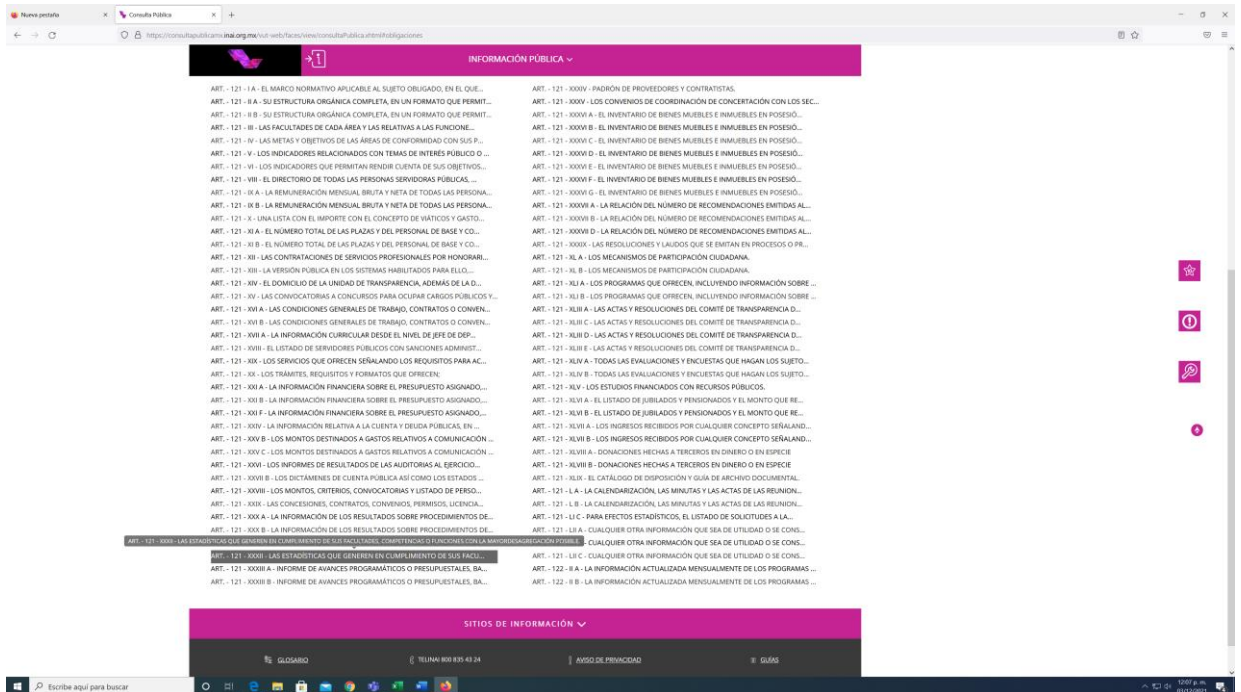 Nueva pestaña
Consulta Pública
https://consultapublicamx.inai.org.mx/vut-web/faces/view/consultaPublica.xhtml#obligaciones
INFORMACIÓN PÚBLICA
ART. - 121 - I A - EL MARCO NORMATIVO APLICABLE AL SUJETO OBLIGADO, EN EL QUE...
ART. - 121 - II A - SU ESTRUCTURA ORGÁNICA COMPLETA, EN UN FORMATO QUE PERMIT...
ART. - 121 - II B - SU ESTRUCTURA ORGÁNICA COMPLETA, EN UN FORMATO QUE PERMIT...
ART. - 121 - III - LAS FACULTADES DE CADA ÁREA Y LAS RELATIVAS A LAS FUNCIONE...
ART. - 121 - IV - LAS METAS Y OBJETIVOS DE LAS ÁREAS DE CONFORMIDAD CON SUS P...
ART. - 121 - V - LOS INDICADORES RELACIONADOS CON TEMAS DE INTERÉS PÚBLICO O ...
ART. - 121 - VI - LOS INDICADORES QUE PERMITAN RENDIR CUENTA DE SUS OBJETIVOS...
ART. - 121 - VIII - EL DIRECTORIO DE TODAS LAS PERSONAS SERVIDORAS PÚBLICAS, ...
ART. - 121 - IX A - LA REMUNERACIÓN MENSUAL BRUTA Y NETA DE TODAS LAS PERSONA...
ART. - 121 - IX B - LA REMUNERACIÓN MENSUAL BRUTA Y NETA DE TODAS LAS PERSONA...
ART. - 121 - X - UNA LISTA CON EL IMPORTE CON EL CONCEPTO DE VIÁTICOS Y GASTO...
ART. - 121 - XI A - EL NÚMERO TOTAL DE LAS PLAZAS Y DEL PERSONAL DE BASE Y CO...
ART. - 121 - XI B - EL NÚMERO TOTAL DE LAS PLAZAS Y DEL PERSONAL DE BASE Y CO...
ART. - 121 - XII - LAS CONTRATACIONES DE SERVICIOS PROFESIONALES POR HONORARI...
ART. - 121 - XIII - LA VERSIÓN PÚBLICA EN LOS SISTEMAS HABILITADOS PARA ELLO,...
ART. - 121 - XIV - EL DOMICILIO DE LA UNIDAD DE TRANSPARENCIA, ADEMÁS DE LA D...
ART. - 121 - XV - LAS CONVOCATORIAS A CONCURSOS PARA OCUPAR CARGOS PÚBLICOS Y...
ART. - 121 - XVI A - LAS CONDICIONES GENERALES DE TRABAJO, CONTRATOS O CONVEN...
ART. - 121 - XVI B - LAS CONDICIONES GENERALES DE TRABAJO, CONTRATOS O CONVEN...
ART. - 121 - XVII A - LA INFORMACIÓN CURRICULAR DESDE EL NIVEL DE JEFE DE DEP...
ART. - 121 - XVIII - EL LISTADO DE SERVIDORES PÚBLICOS CON SANCIONES ADMINIST...
ART. - 121 - XIX - LOS SERVICIOS QUE OFRECEN SEÑALANDO LOS REQUISITOS PARA AC...
ART. - 121 - XX - LOS TRÁMITES, REQUISITOS Y FORMATOS QUE OFRECEN;
ART. - 121 - XXI A - LA INFORMACIÓN FINANCIERA SOBRE EL PRESUPUESTO ASIGNADO,...
ART. - 121 - XXI B - LA INFORMACIÓN FINANCIERA SOBRE EL PRESUPUESTO ASIGNADO,...
ART. - 121 - XXI F - LA INFORMACIÓN FINANCIERA SOBRE EL PRESUPUESTO ASIGNADO,...
ART. - 121 - XXIV - LA INFORMACIÓN RELATIVA A LA CUENTA Y DEUDA PÚBLICAS, EN ...
ART. - 121 - XXV B - LOS MONTOS DESTINADOS A GASTOS RELATIVOS A COMUNICACIÓN ...
ART. - 121 - XXV C - LOS MONTOS DESTINADOS A GASTOS RELATIVOS A COMUNICACIÓN ...
ART. - 121 - XXVI - LOS INFORMES DE RESULTADOS DE LAS AUDITORIAS AL EJERCICIO...
ART. - 121 - XXVII B - LOS DICTÁMENES DE CUENTA PÚBLICA ASÍ COMO LOS ESTADOS ...
ART. - 121 - XXVIII - LOS MONTOS, CRITERIOS, CONVOCATORIAS Y LISTADO DE PERSO...
ART. - 121 - XXIX - LAS CONCESIONES, CONTRATOS, CONVENIOS, PERMISOS, LICENCIA...
ART. - 121 - XXX A - LA INFORMACIÓN DE LOS RESULTADOS SOBRE PROCEDIMIENTOS DE...
ART. - 121 - XXX B - LA INFORMACIÓN DE LOS RESULTADOS SOBRE PROCEDIMIENTOS DE...
ART. - 121 - XXXII - LAS ESTADÍSTICAS QUE GENEREN EN CUMPLIMIENTO DE SUS FACULTADES, COMPETENCIAS O FUNCIONES CON LA MAYORDESAGREGACIÓN POSIBLE.
ART. - 121 - XXXII - LAS ESTADÍSTICAS QUE GENEREN EN CUMPLIMIENTO DE SUS FACU...
ART. - 121 - XXXIII A - INFORME DE AVANCES PROGRAMÁTICOS O PRESUPUESTALES, BA...
ART. - 121 - XXXIII B - INFORME DE AVANCES PROGRAMÁTICOS O PRESUPUESTALES, BA...
ART. - 121 - XXXIV - PADRÓN DE PROVEEDORES Y CONTRATISTAS.
ART. - 121 - XXXV - LOS CONVENIOS DE COORDINACIÓN DE CONCERTACIÓN CON LOS SEC...
ART. - 121 - XXXVI A - EL INVENTARIO DE BIENES MUEBLES E INMUEBLES EN POSESIÓ...
ART. - 121 - XXXVI B - EL INVENTARIO DE BIENES MUEBLES E INMUEBLES EN POSESIÓ...
ART. - 121 - XXXVI C - EL INVENTARIO DE BIENES MUEBLES E INMUEBLES EN POSESIÓ...
ART. - 121 - XXXVI D - EL INVENTARIO DE BIENES MUEBLES E INMUEBLES EN POSESIÓ...
ART. - 121 - XXXVI E - EL INVENTARIO DE BIENES MUEBLES E INMUEBLES EN POSESIÓ...
ART. - 121 - XXXVI F - EL INVENTARIO DE BIENES MUEBLES E INMUEBLES EN POSESIÓ...
ART. - 121 - XXXVI G - EL INVENTARIO DE BIENES MUEBLES E INMUEBLES EN POSESIÓ...
ART. - 121 - XXXVII A - LA RELACIÓN DEL NÚMERO DE RECOMENDACIONES EMITIDAS AL...
ART. - 121 - XXXVII B - LA RELACIÓN DEL NÚMERO DE RECOMENDACIONES EMITIDAS AL...
ART. - 121 - XXXVII D - LA RELACIÓN DEL NÚMERO DE RECOMENDACIONES EMITIDAS AL...
ART. - 121 - XXXIX - LAS RESOLUCIONES Y LAUDOS QUE SE EMITAN EN PROCESOS O PR...
ART. - 121 - XL A - LOS MECANISMOS DE PARTICIPACIÓN CIUDADANA.
ART. - 121 - XL B - LOS MECANISMOS DE PARTICIPACIÓN CIUDADANA.
ART. - 121 - XLI A - LOS PROGRAMAS QUE OFRECEN, INCLUYENDO INFORMACIÓN SOBRE ...
ART. - 121 - XLI B - LOS PROGRAMAS QUE OFRECEN, INCLUYENDO INFORMACIÓN SOBRE ...
ART. - 121 - XLIII A - LAS ACTAS Y RESOLUCIONES DEL COMITÉ DE TRANSPARENCIA D...
ART. - 121 - XLIII C - LAS ACTAS Y RESOLUCIONES DEL COMITÉ DE TRANSPARENCIA D...
ART. - 121 - XLIII D - LAS ACTAS Y RESOLUCIONES DEL COMITÉ DE TRANSPARENCIA D...
ART. - 121 - XLIII E - LAS ACTAS Y RESOLUCIONES DEL COMITÉ DE TRANSPARENCIA D...
ART. - 121 - XLIV A - TODAS LAS EVALUACIONES Y ENCUESTAS QUE HAGAN LOS SUJETO...
ART. - 121 - XLIV B - TODAS LAS EVALUACIONES Y ENCUESTAS QUE HAGAN LOS SUJETO...
ART. - 121 - XLV - LOS ESTUDIOS FINANCIADOS CON RECURSOS PÚBLICOS.
ART. - 121 - XLVI A - EL LISTADO DE JUBILADOS Y PENSIONADOS Y EL MONTO QUE RE...
ART. - 121 - XLVI B - EL LISTADO DE JUBILADOS Y PENSIONADOS Y EL MONTO QUE RE...
ART. - 121 - XLVII A - LOS INGRESOS RECIBIDOS POR CUALQUIER CONCEPTO SEÑALAND...
ART. - 121 - XLVII B - LOS INGRESOS RECIBIDOS POR CUALQUIER CONCEPTO SEÑALAND...
ART. - 121 - XLVIII A - DONACIONES HECHAS A TERCEROS EN DINERO O EN ESPECIE
ART. - 121 - XLVIII B - DONACIONES HECHAS A TERCEROS EN DINERO O EN ESPECIE
ART. - 121 - XLIX - EL CATÁLOGO DE DISPOSICIÓN Y GUÍA DE ARCHIVO DOCUMENTAL.
ART. - 121 - L A - LA CALENDARIZACIÓN, LAS MINUTAS Y LAS ACTAS DE LAS REUNION...
ART. - 121 - L B - LA CALENDARIZACIÓN, LAS MINUTAS Y LAS ACTAS DE LAS REUNION...
ART. - 121 - LI C - PARA EFECTOS ESTADÍSTICOS, EL LISTADO DE SOLICITUDES A LA...
ART. - 121 - LII A - CUALQUIER OTRA INFORMACIÓN QUE SEA DE UTILIDAD O SE CONS...
- CUALQUIER OTRA INFORMACIÓN QUE SEA DE UTILIDAD O SE CONS...
ART. - 121 - LII C - CUALQUIER OTRA INFORMACIÓN QUE SEA DE UTILIDAD O SE CONS...
ART. - 122 - II A - LA INFORMACIÓN ACTUALIZADA MENSUALMENTE DE LOS PROGRAMAS ...
ART. - 122 - II B - LA INFORMACIÓN ACTUALIZADA MENSUALMENTE DE LOS PROGRAMAS ...
SITIOS DE INFORMACIÓN
GLOSARIO
TELINAI 800 835 43 24
AVISO DE PRIVACIDAD
GUÍAS
Escribe aquí para buscar
12:07 p. m.
03/12/2021